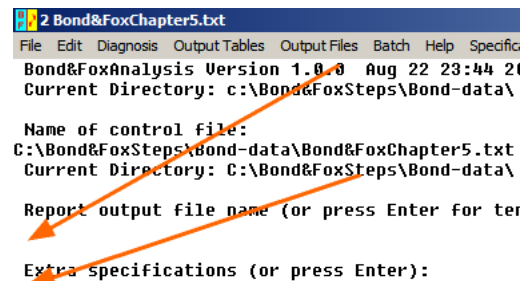 2 Bond&FoxChapter5.txt
File Edit Diagnosis Output Tables Output Files Batch Help
Bond&FoxAnalysis Version 1.0.0 Aug 22 23:44
Current Directory: c:\Bond&FoxSteps\Bond-data\
Name of control file:
C:\Bond&FoxSteps\Bond-data\Bond&FoxChapter5.txt
Current Directory: C:\Bond&FoxSteps\Bond-data\
Report output file name (or press Enter for
Extra specifications (or press Enter):